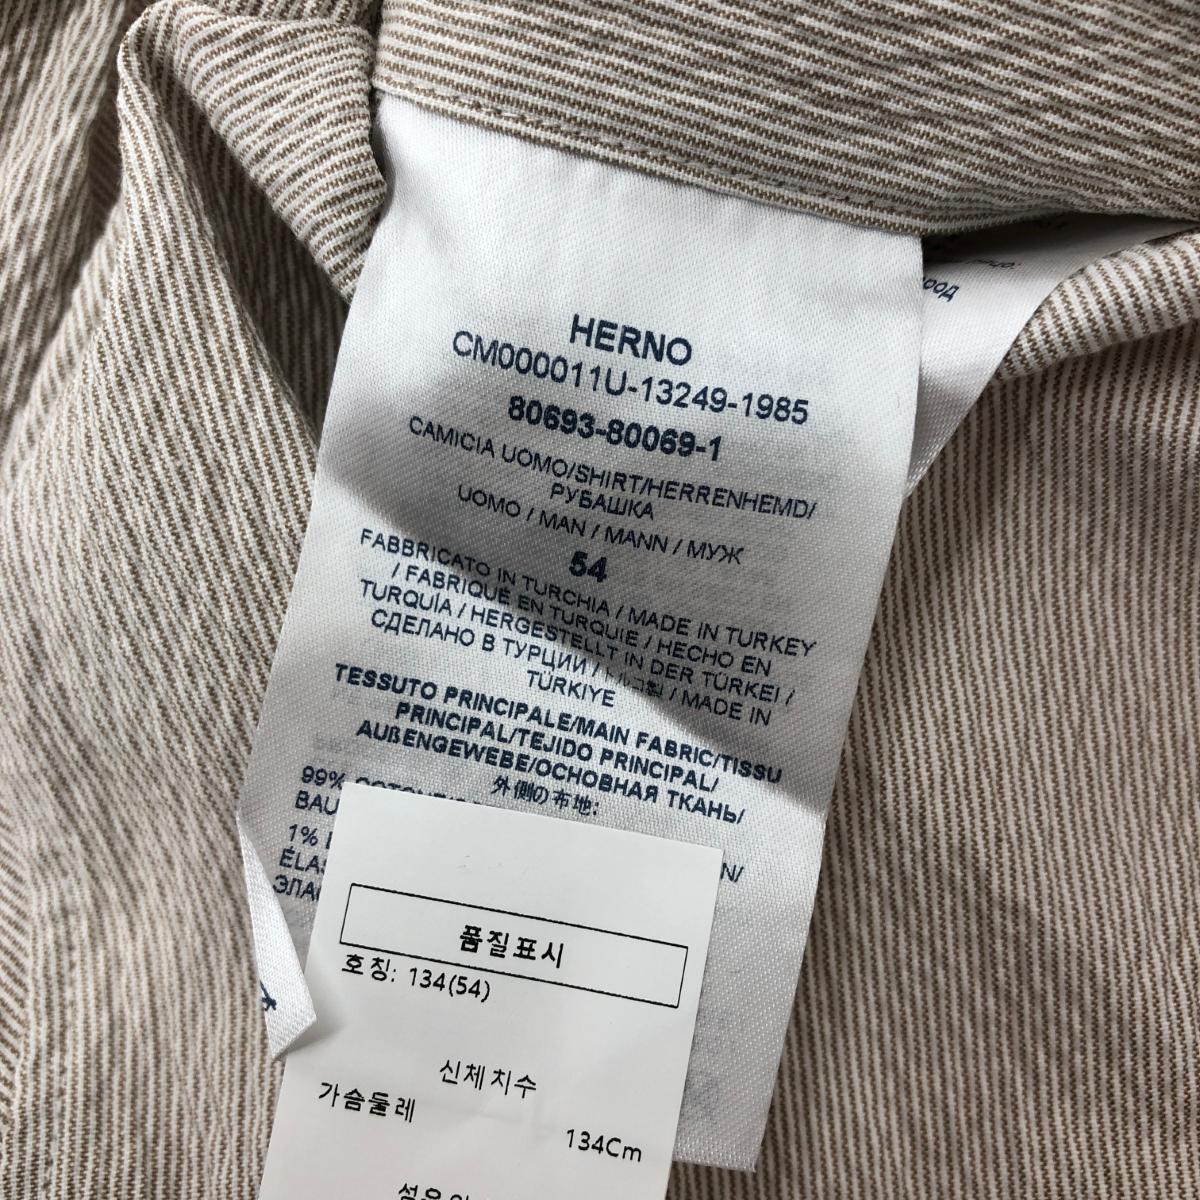 HERNO
CM000011U-13249-1985
80693-80069-1
CAMICIA UOMO/SHIRT/HERRENHEMD/
РУБАШКА
UOMO / MAN / MANN / МУЖ
54
FABBRICATO IN TURCHIA / MADE IN TURKEY
/ FABRIQUÉ EN TURQUIE / HECHO EN
TURQUÍA / HERGESTELLT IN DER TÜRKEI /
СДЕЛАНО В ТУРЦИИ / / MADE IN
TÜRKIYE
TESSUTO PRINCIPALE/MAIN FABRIC/TISSU
PRINCIPAL/TEJIDO PRINCIPAL/
AUßENGEWEBE/ОСНОВНАЯ ТКАНЬ/
外側の布地:
99%
1%
품질표시
호칭: 134(54)
신체치수
가슴둘레
134Cm